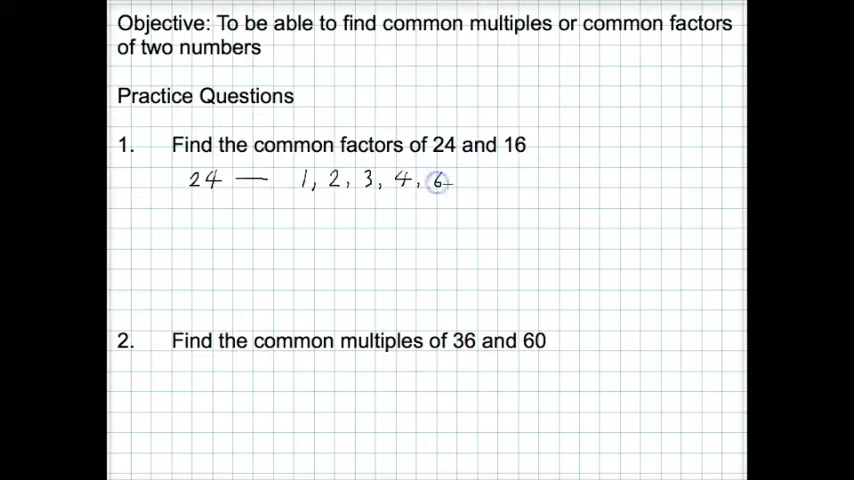 Objective: To be able to find common multiples or common factors
of two numbers
Practice Questions
1. Find the common factors of 24 and 16
24 — 1, 2, 3, 4, 6
2. Find the common multiples of 36 and 60